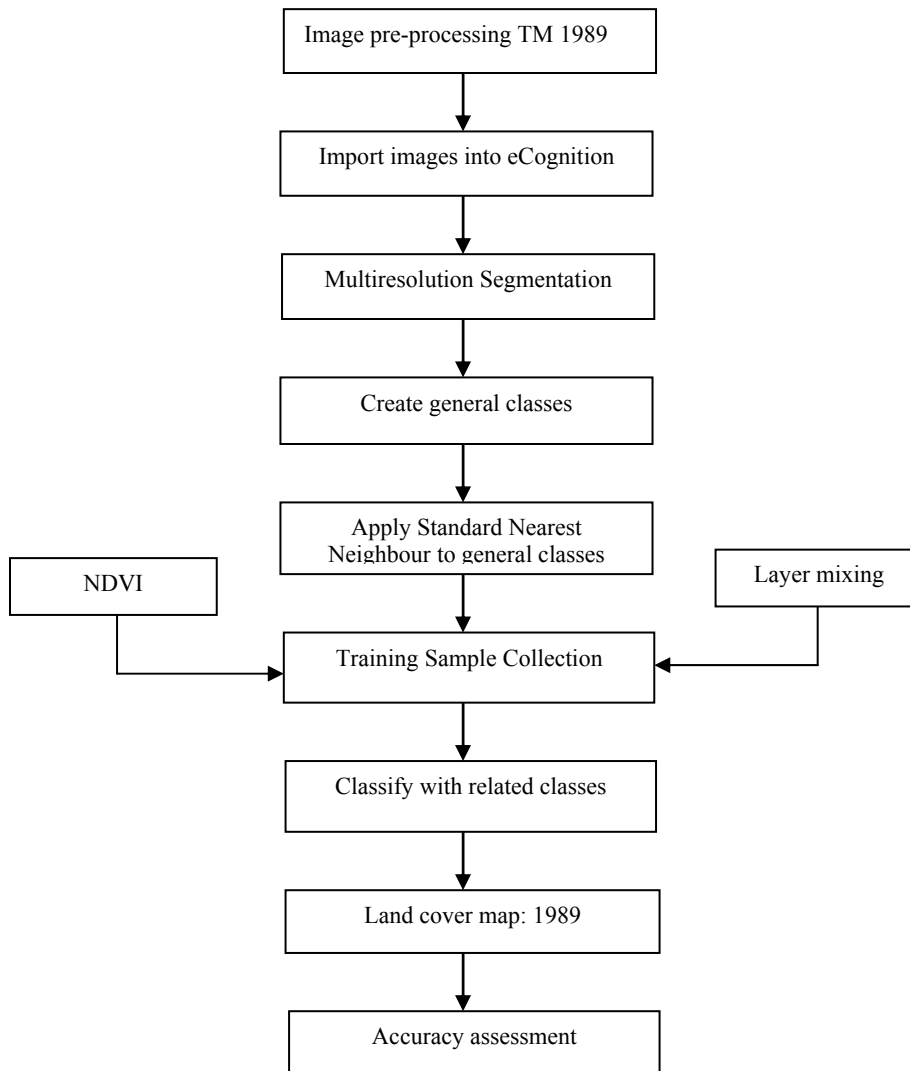 Image pre-processing TM 1989
Import images into eCognition
Multiresolution Segmentation
Create general classes
Apply Standard Nearest
Neighbour to general classes
NDVI
Layer mixing
Training Sample Collection
Classify with related classes
Land cover map: 1989
Accuracy assessment